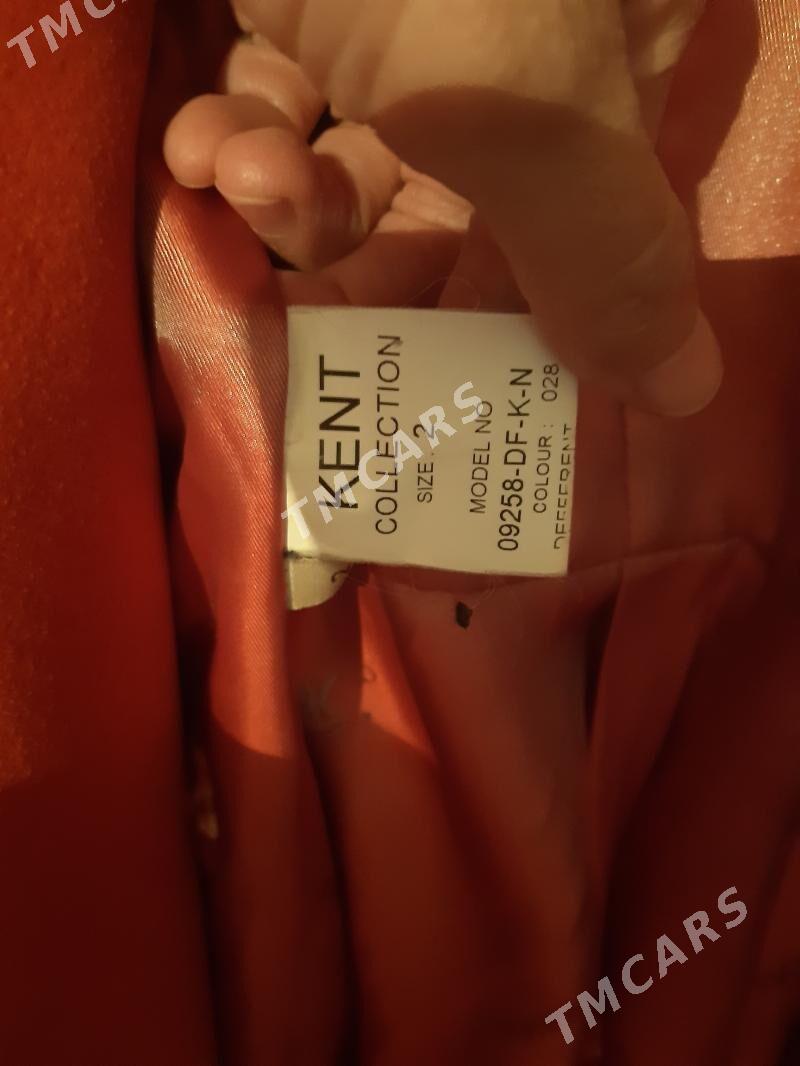 TMCARS
KENT
COLLECTION
SIZE : 2
MODEL NO
09258-DF-K-N
COLOUR : 028
TMCARS
TMCARS